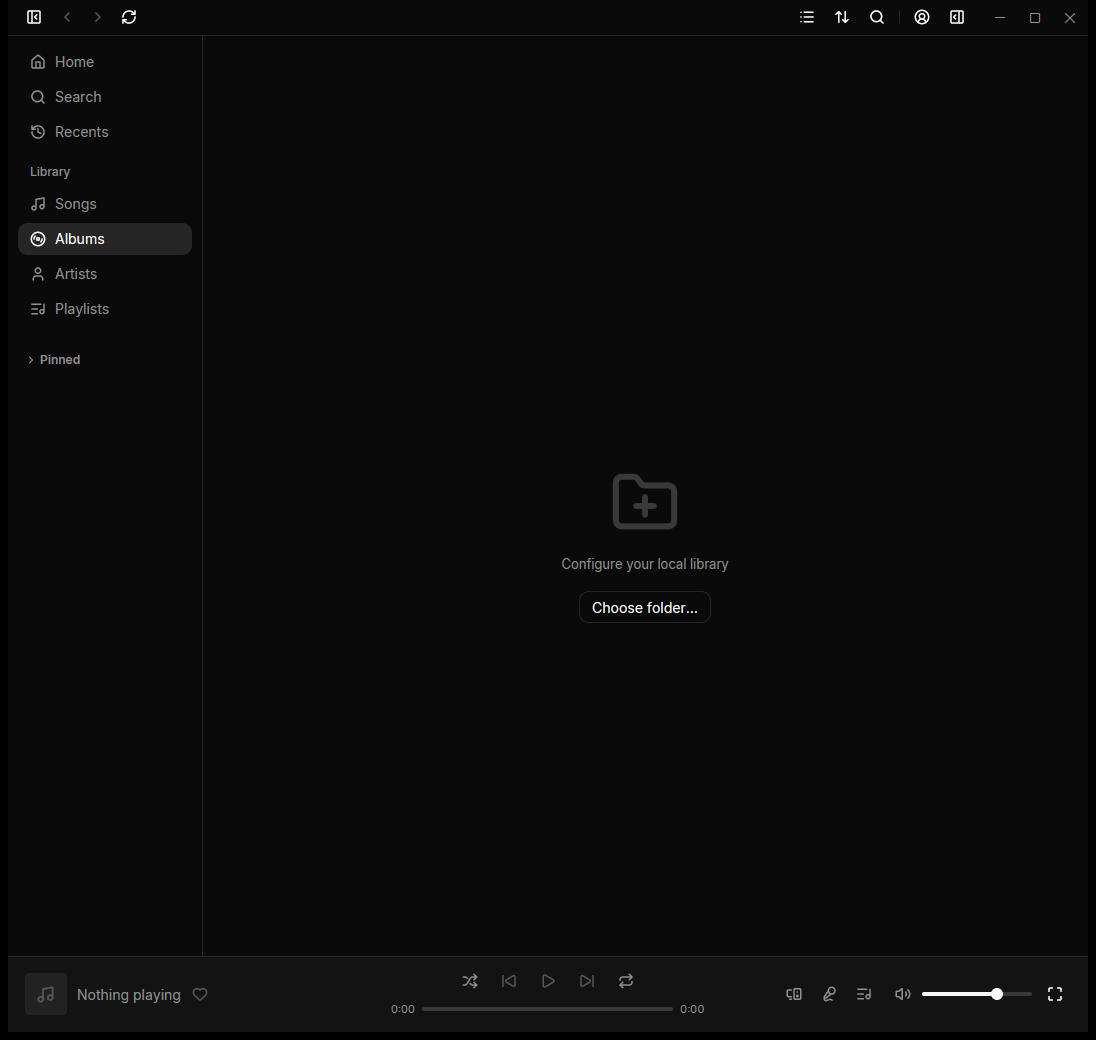 Home
Search
Recents
Library
Songs
Albums
Artists
Playlists
Pinned
Configure your local library
Choose folder...
Nothing playing
0:00
0:00